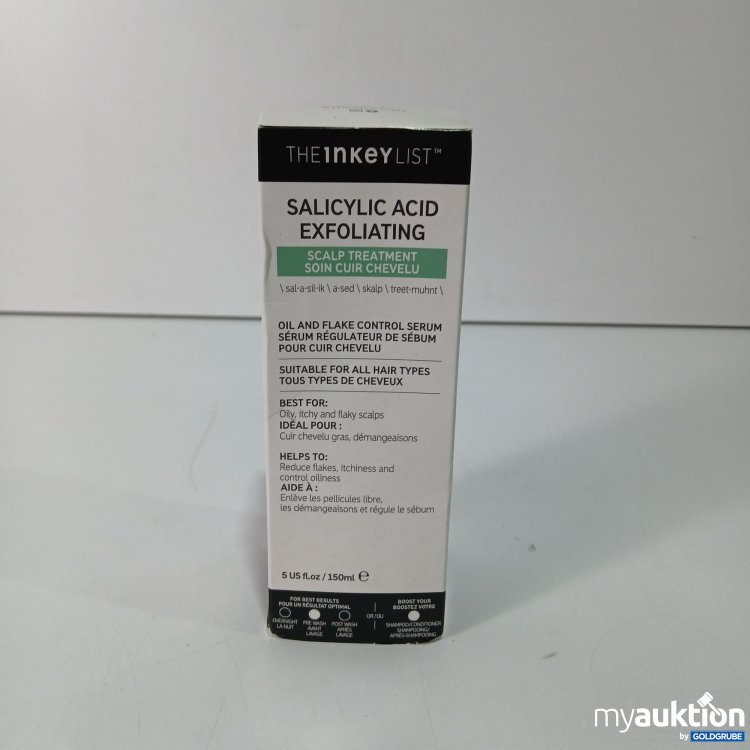 THE INKEY LIST™
SALICYLIC ACID
EXFOLIATING
SCALP TREATMENT
SOIN CUIR CHEVELU
\ sal-a-sil-ik \ a-sed \ skalp \ treet-muhnt \
OIL AND FLAKE CONTROL SERUM
SÉRUM RÉGULATEUR DE SÉBUM
POUR CUIR CHEVELU
SUITABLE FOR ALL HAIR TYPES
TOUS TYPES DE CHEVEUX
BEST FOR:
Oily, itchy and flaky scalps
IDÉAL POUR :
Cuir chevelu gras, démangeaisons
HELPS TO:
Reduce flakes, itchiness and
control oiliness
AIDE À :
Enlève les pellicules libre,
les démangeaisons et régule le sébum
5 US fl.oz / 150ml ℮
FOR BEST RESULTS
POUR UN RÉSULTAT OPTIMAL
OVERNIGHT
LA NUIT
PRE WASH
AVANT
LAVAGE
POST WASH
APRÈS
LAVAGE
OR / OU
BOOST YOUR
BOOSTEZ VOTRE
SHAMPOO/CONDITIONER
SHAMPOOING/
APRÈS-SHAMPOOING
myauktion
by GOLDGRUBE